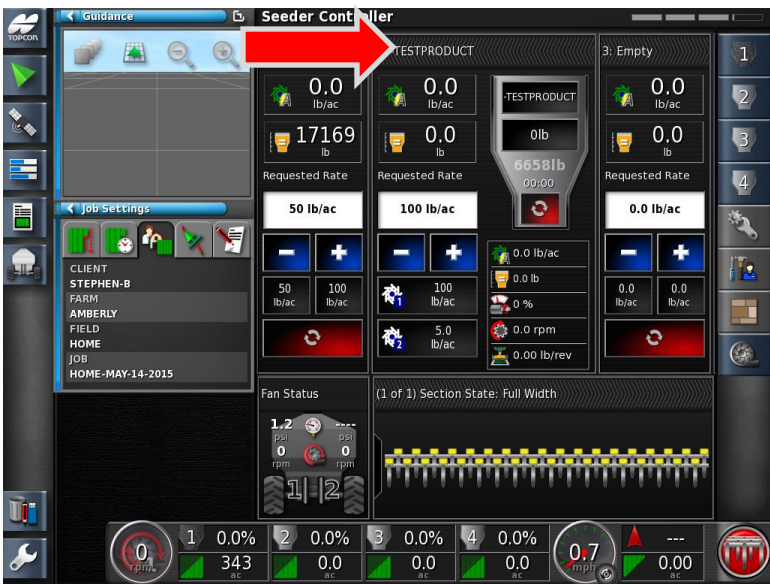 Guidance
Seeder Controller
TOPCON
-TESTPRODUCT
3: Empty
0.0
lb/ac
0.0
lb/ac
-TESTPRODUCT
0.0
lb/ac
17169
lb
0.0
lb
0lb
0.0
lb
6658lb
00:00
Requested Rate
Requested Rate
Requested Rate
50 lb/ac
100 lb/ac
0.0 lb/ac
- +
- +
- +
50
lb/ac
100
lb/ac
1
100
lb/ac
2
5.0
lb/ac
0.0 lb/ac
0.0 lb
0 %
0.0 rpm
0.00 lb/rev
0.0
lb/ac
0.0
lb/ac
1
2
3
4
Job Settings
CLIENT
STEPHEN-B
FARM
AMBERLY
FIELD
HOME
JOB
HOME-MAY-14-2015
Fan Status
1.2
psi
----
psi
0
rpm
0
rpm
1 2
(1 of 1) Section State: Full Width
0
rpm
1 0.0%
343
ac
2 0.0%
0.0
ac
3 0.0%
0.0
ac
4 0.0%
0.0
ac
0.7
mph
---
0.00
ac